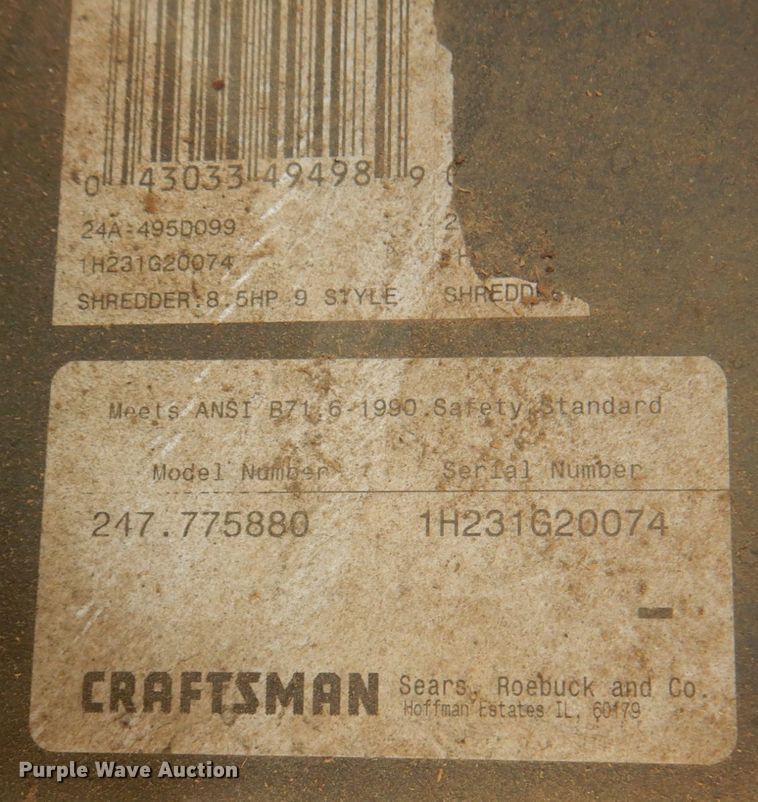 0 43033 49498 9
24A-495D099
1H231G20074
SHREDDER:8.5HP 9 STYLE
Meets ANSI B71.6-1990 Safety Standard
Model Number Serial Number
247.775880 1H231G20074
CRAFTSMAN Sears, Roebuck and Co.
Hoffman Estates IL, 60179
Purple Wave Auction